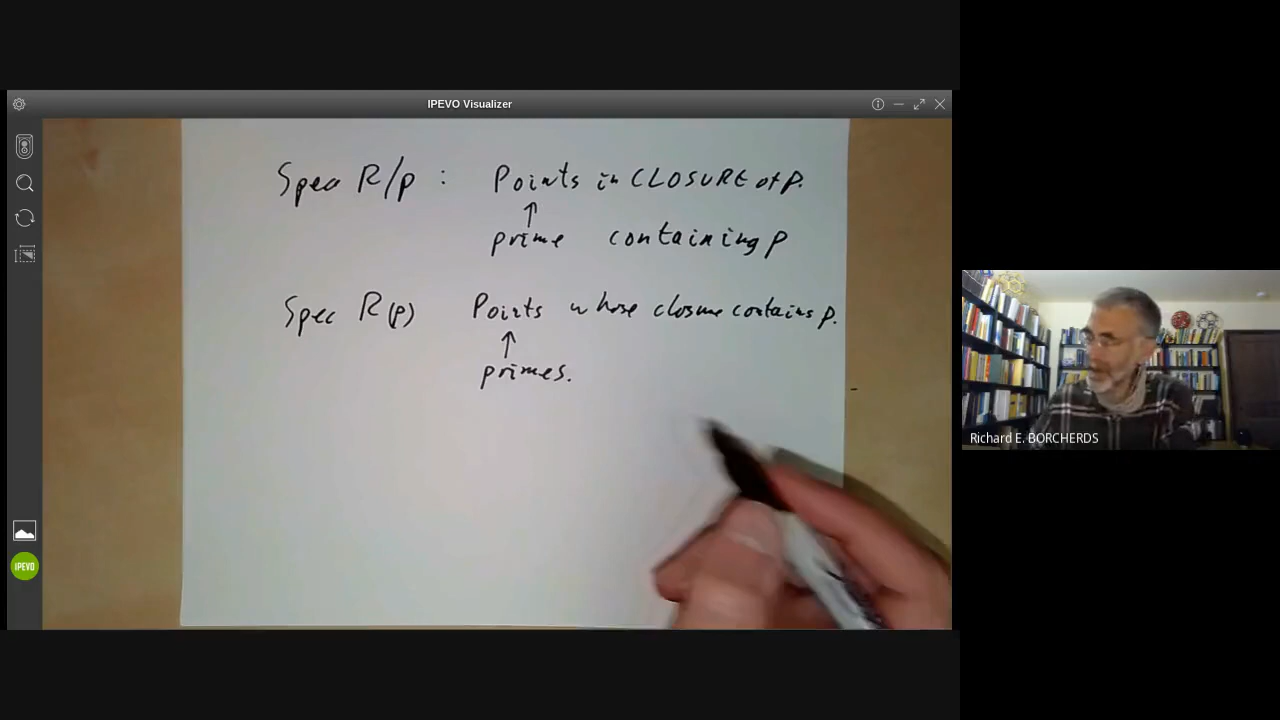 IPEVO Visualizer
Spec R/p : Points in CLOSURE of p.
↑
prime containing p
Spec R(p) Points whose closure contains p.
↑
primes.
IPEVO
Richard E. BORCHERDS